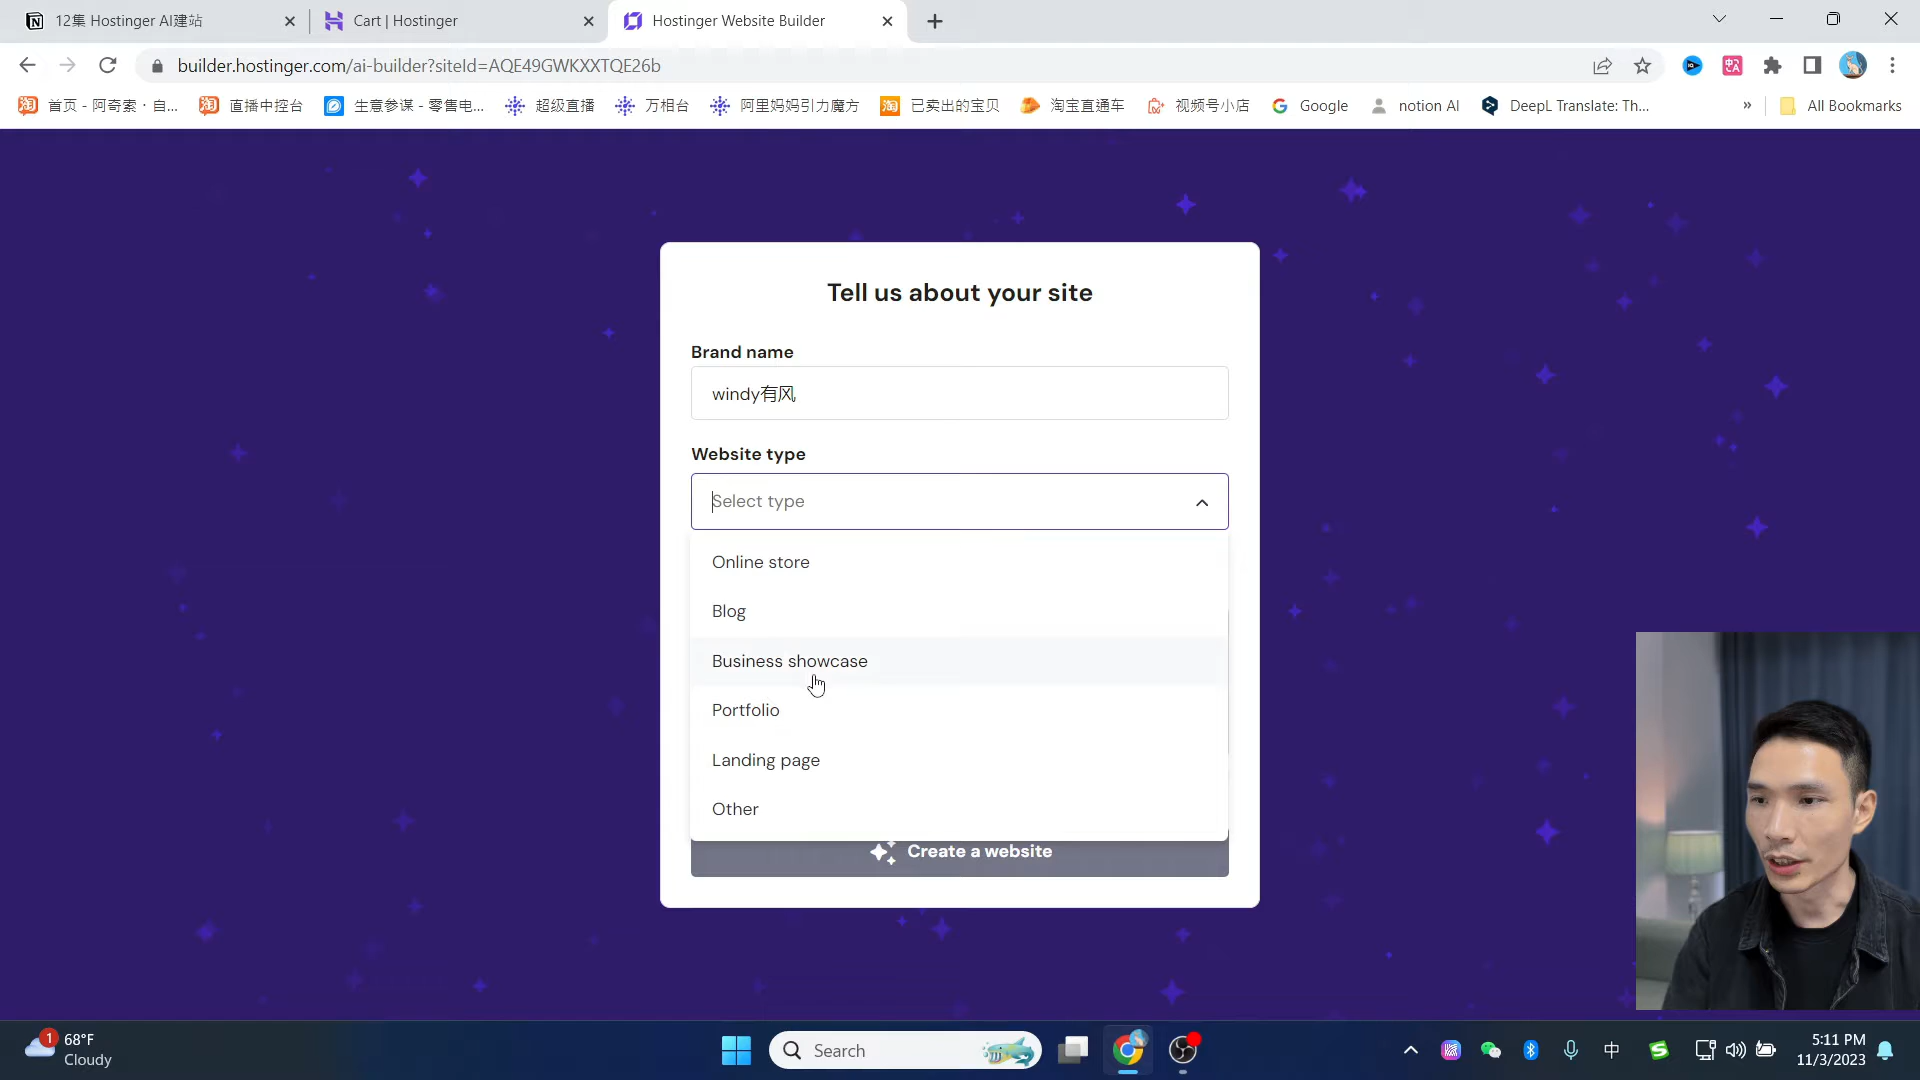 12集 Hostinger AI建站
Cart | Hostinger
Hostinger Website Builder
builder.hostinger.com/ai-builder?siteId=AQE49GWKXXTQE26b
首页 - 阿奇索 · 自...
直播中控台
生意参谋 - 零售电...
超级直播
万相台
阿里妈妈引力魔方
已卖出的宝贝
淘宝直通车
视频号小店
Google
notion AI
DeepL Translate: Th...
»
All Bookmarks
Tell us about your site
Brand name
windy有风
Website type
Select type
Online store
Blog
Business showcase
Portfolio
Landing page
Other
Create a website
1
68°F
Cloudy
Search
中
5:11 PM
11/3/2023